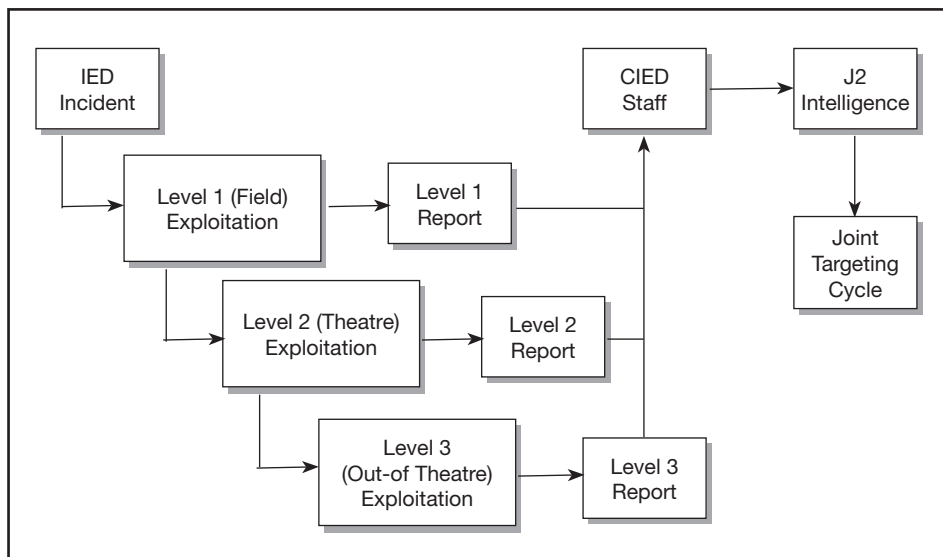 IED
Incident
CIED
Staff
J2
Intelligence
Level 1 (Field)
Exploitation
Level 1
Report
Joint
Targeting
Cycle
Level 2 (Theatre)
Exploitation
Level 2
Report
Level 3
(Out-of Theatre)
Exploitation
Level 3
Report